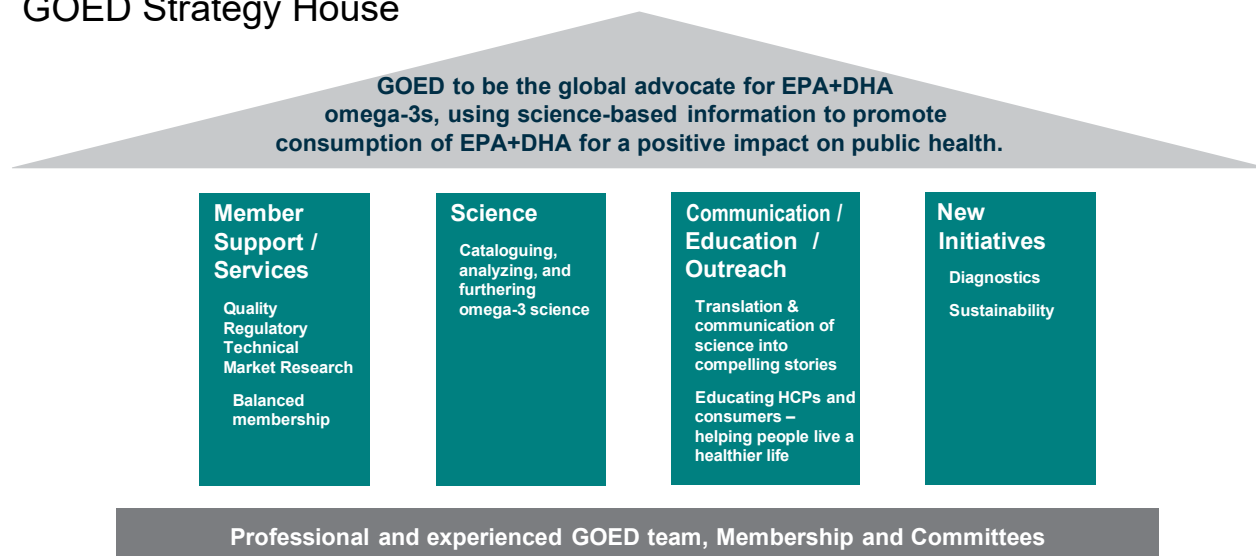 GOED Strategy House
GOED to be the global advocate for EPA+DHA
omega-3s, using science-based information to promote
consumption of EPA+DHA for a positive impact on public health.
Member
Support /
Services
Quality
Regulatory
Technical
Market Research
Balanced
membership
Science
Cataloguing,
analyzing, and
furthering
omega-3 science
Communication /
Education /
Outreach
Translation &
communication of
science into
compelling stories
Educating HCPs and
consumers –
helping people live a
healthier life
New
Initiatives
Diagnostics
Sustainability
Professional and experienced GOED team, Membership and Committees